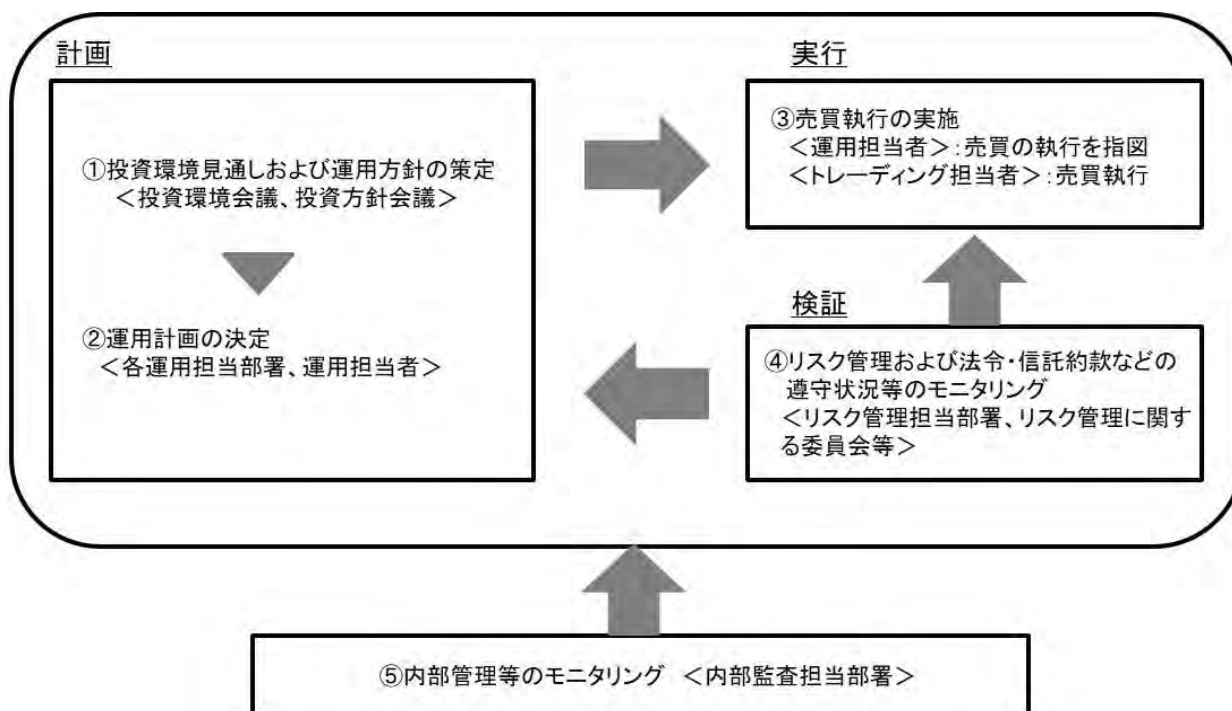 計画
①投資環境見通しおよび運用方針の策定
＜投資環境会議、投資方針会議＞
②運用計画の決定
＜各運用担当部署、運用担当者＞
実行
③売買執行の実施
＜運用担当者＞:売買の執行を指図
＜トレーディング担当者＞:売買執行
検証
④リスク管理および法令・信託約款などの
遵守状況等のモニタリング
＜リスク管理担当部署、リスク管理に関す
る委員会等＞
⑤内部管理等のモニタリング ＜内部監査担当部署＞